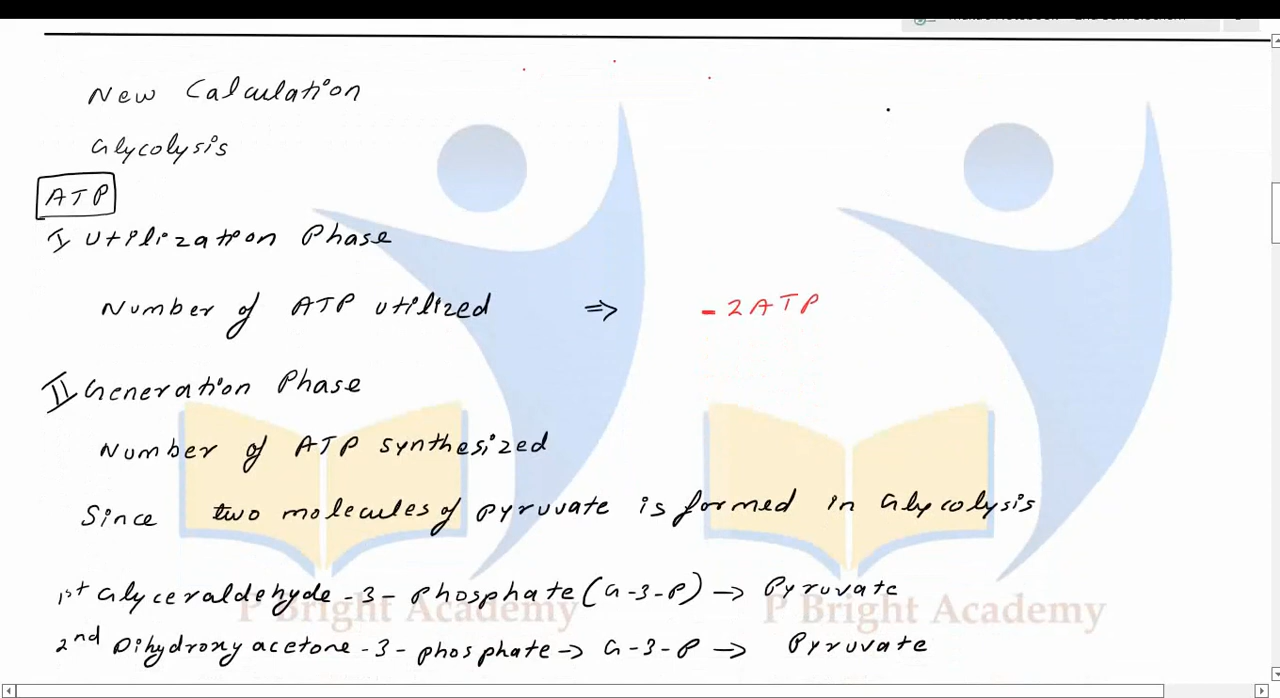 New Calculation
Glycolysis
ATP
I Utilization Phase
Number of ATP utilized ⇒ -2ATP
II Generation Phase
Number of ATP synthesized
Since two molecules of pyruvate is formed in Glycolysis
1st Glyceraldehyde-3-Phosphate (G-3-P) → Pyruvate
P Bright Academy P Bright Academy
2nd Dihydroxy acetone-3-phosphate → G-3-P → Pyruvate